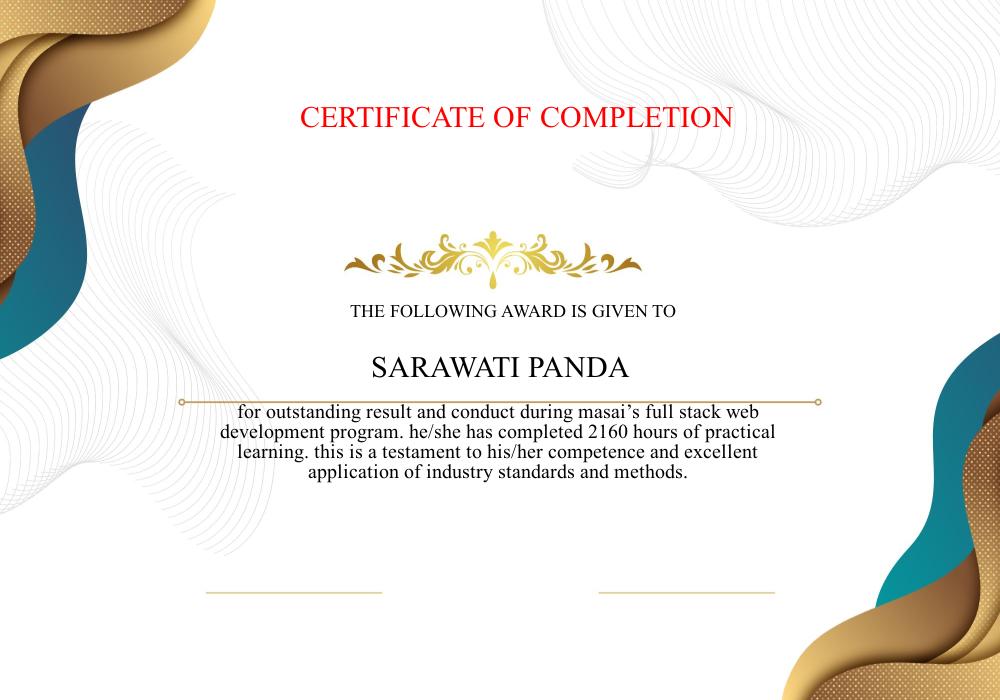 CERTIFICATE OF COMPLETION
THE FOLLOWING AWARD IS GIVEN TO
SARAWATI PANDA
for outstanding result and conduct during masai’s full stack web
development program. he/she has completed 2160 hours of practical
learning. this is a testament to his/her competence and excellent
application of industry standards and methods.